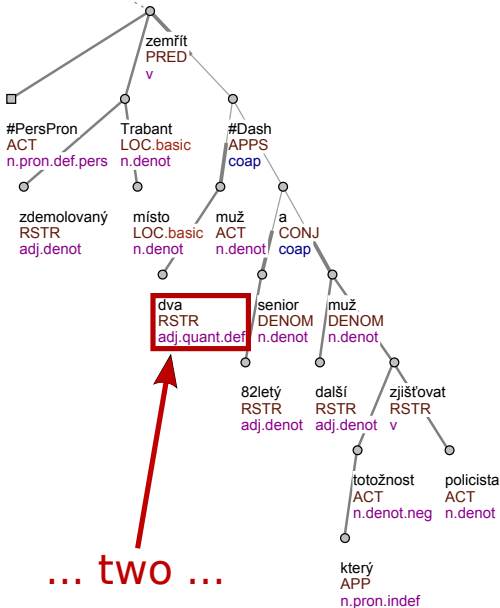 zemřít
PRED
v
#PersPron
ACT
n.pron.def.pers
Trabant
LOC.basic
n.denot
#Dash
APPS
coap
zdemolovaný
RSTR
adj.denot
místo
LOC.basic
n.denot
muž
ACT
n.denot
a
CONJ
coap
dva
RSTR
adj.quant.def
senior
DENOM
n.denot
muž
DENOM
n.denot
82letý
RSTR
adj.denot
další
RSTR
adj.denot
zjišťovat
RSTR
v
totožnost
ACT
n.denot.neg
policista
ACT
n.denot
který
APP
n.pron.indef
... two ...